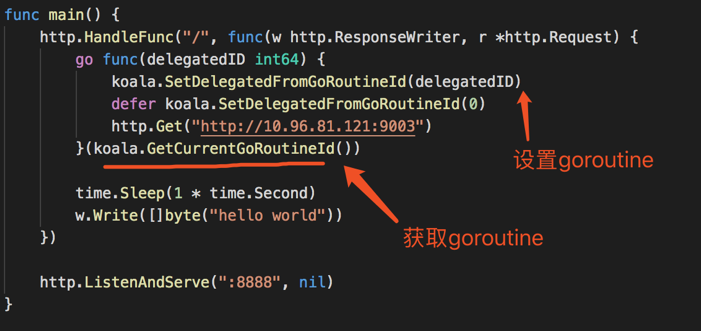 func main() {
http.HandleFunc("/", func(w http.ResponseWriter, r *http.Request) {
go func(delegatedID int64) {
koala.SetDelegatedFromGoRoutineId(delegatedID)
defer koala.SetDelegatedFromGoRoutineId(0)
http.Get("http://10.96.81.121:9003")
}(koala.GetCurrentGoRoutineId())
设置goroutine
time.Sleep(1 * time.Second)
w.Write([]byte("hello world"))
获取goroutine
})
http.ListenAndServe(":8888", nil)
}